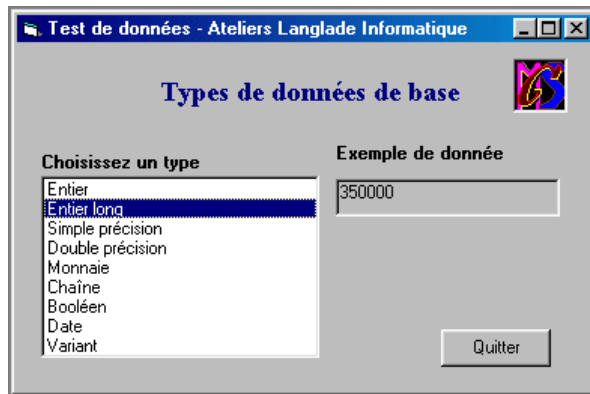 Test de données - Ateliers Langlade Informatique
Types de données de base
Choisissez un type
Entier
Entier long
Simple précision
Double précision
Monnaie
Chaîne
Booléen
Date
Variant
Exemple de donnée
350000
Quitter